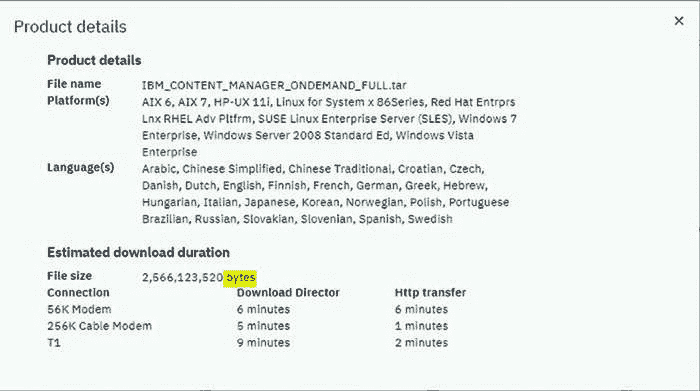 Product details
Product details
File name IBM_CONTENT_MANAGER_ONDEMAND_FULL.tar
Platform(s) AIX 6, AIX 7, HP-UX 11i, Linux for System x 86Series, Red Hat Entrprs
Lnx RHEL Adv Pltfrm, SUSE Linux Enterprise Server (SLES), Windows 7
Enterprise, Windows Server 2008 Standard Ed, Windows Vista
Enterprise
Language(s) Arabic, Chinese Simplified, Chinese Traditional, Croatian, Czech,
Danish, Dutch, English, Finnish, French, German, Greek, Hebrew,
Hungarian, Italian, Japanese, Korean, Norwegian, Polish, Portuguese
Brazilian, Russian, Slovakian, Slovenian, Spanish, Swedish
Estimated download duration
File size 2,566,123,520 bytes
Connection Download Director Http transfer
56K Modem 6 minutes 6 minutes
256K Cable Modem 5 minutes 1 minutes
T1 9 minutes 2 minutes